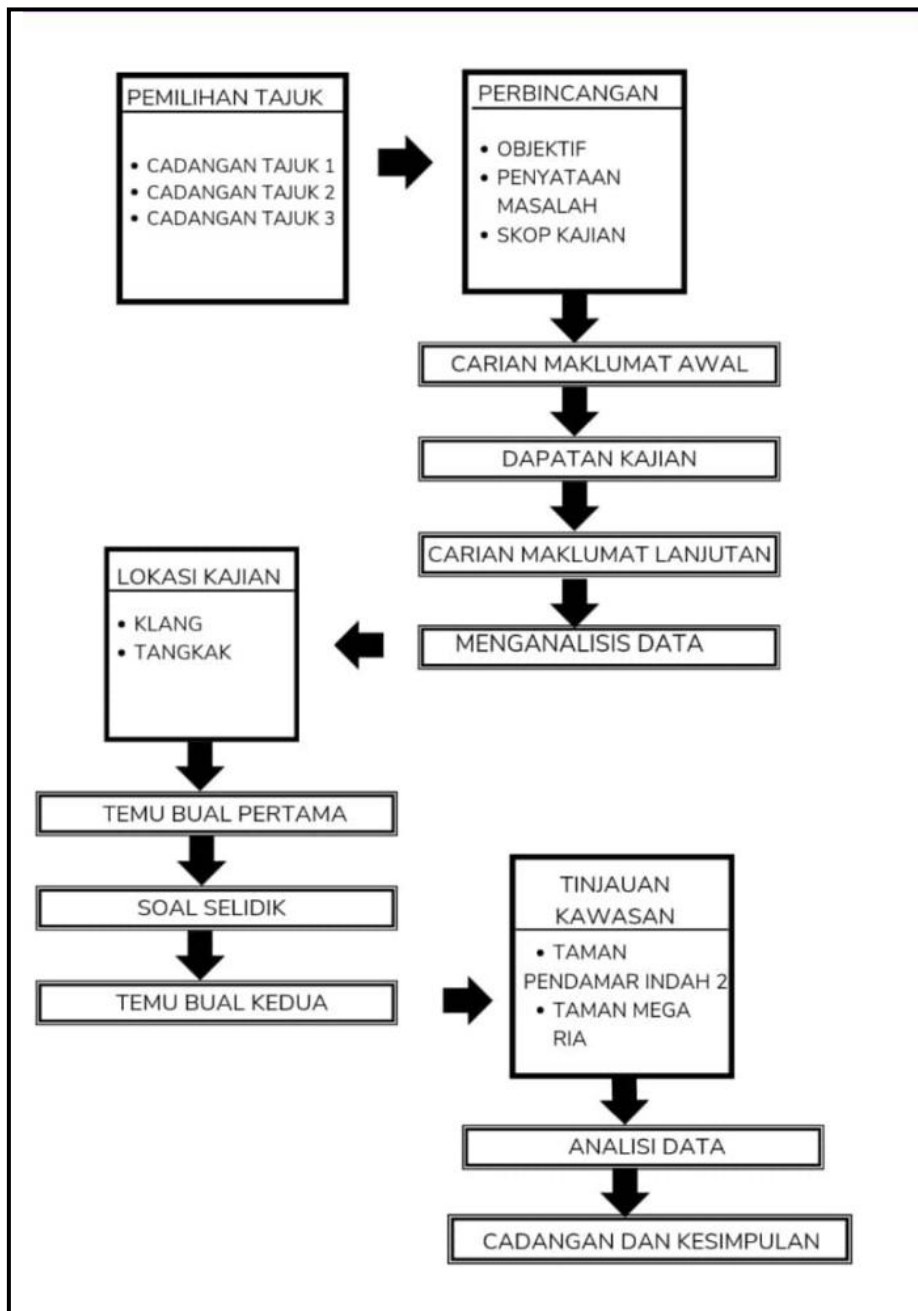 PEMILIHAN TAJUK
• CADANGAN TAJUK 1
• CADANGAN TAJUK 2
• CADANGAN TAJUK 3
PERBINCANGAN
• OBJEKTIF
• PENYATAAN
MASALAH
• SKOP KAJIAN
CARIAN MAKLUMAT AWAL
DAPATAN KAJIAN
CARIAN MAKLUMAT LANJUTAN
MENGANALISIS DATA
LOKASI KAJIAN
• KLANG
• TANGKAK
TEMU BUAL PERTAMA
SOAL SELIDIK
TEMU BUAL KEDUA
TINJAUAN
KAWASAN
• TAMAN
PENDAMAR INDAH 2
• TAMAN MEGA
RIA
ANALISI DATA
CADANGAN DAN KESIMPULAN